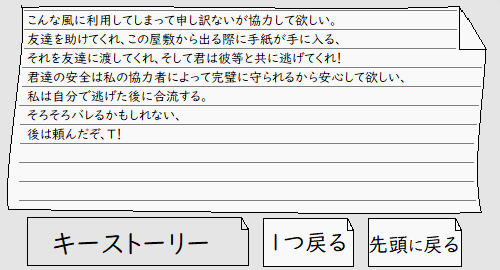 こんな風に利用してしまって申し訳ないが協力して欲しい。
友達を助けてくれ、この屋敷から出る際に手紙が手に入る、
それを友達に渡してくれ、そして君は彼等と共に逃げてくれ！
君達の安全は私の協力者によって完璧に守られるから安心して欲しい、
私は自分で逃げた後に合流する。
そろそろバレるかもしれない、
後は頼んだぞ、T！
キーストーリー
1つ戻る
先頭に戻る